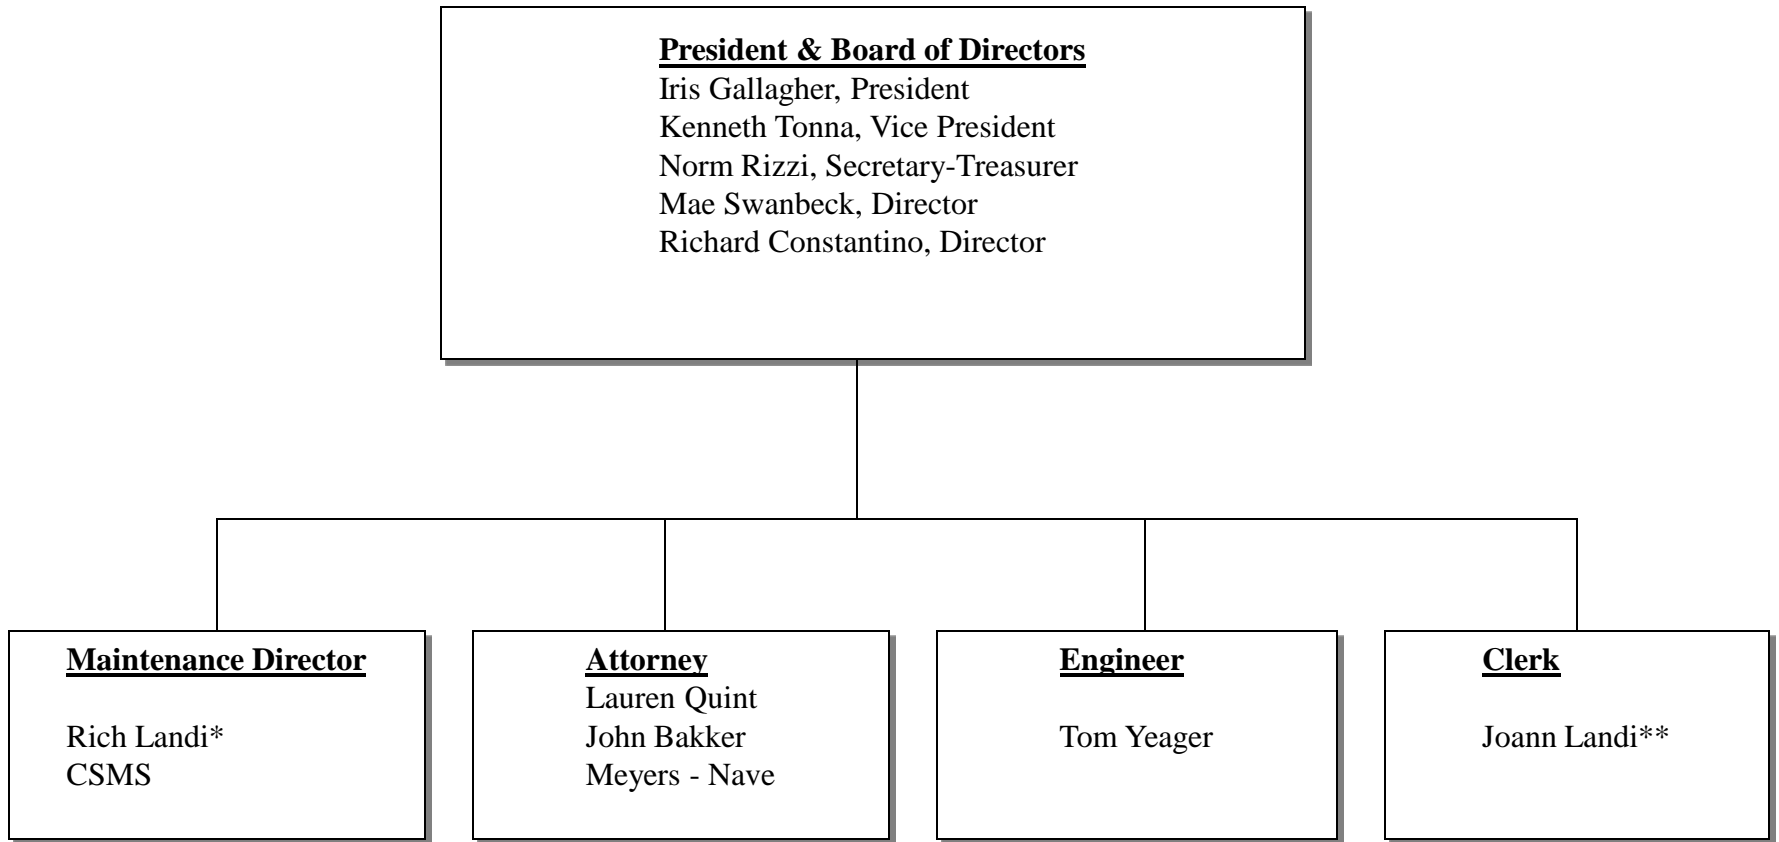 President & Board of Directors
Iris Gallagher, President
Kenneth Tonna, Vice President
Norm Rizzi, Secretary-Treasurer
Mae Swanbeck, Director
Richard Constantino, Director
Maintenance Director
Rich Landi*
CSMS
Attorney
Lauren Quint
John Bakker
Meyers - Nave
Engineer
Tom Yeager
Clerk
Joann Landi**